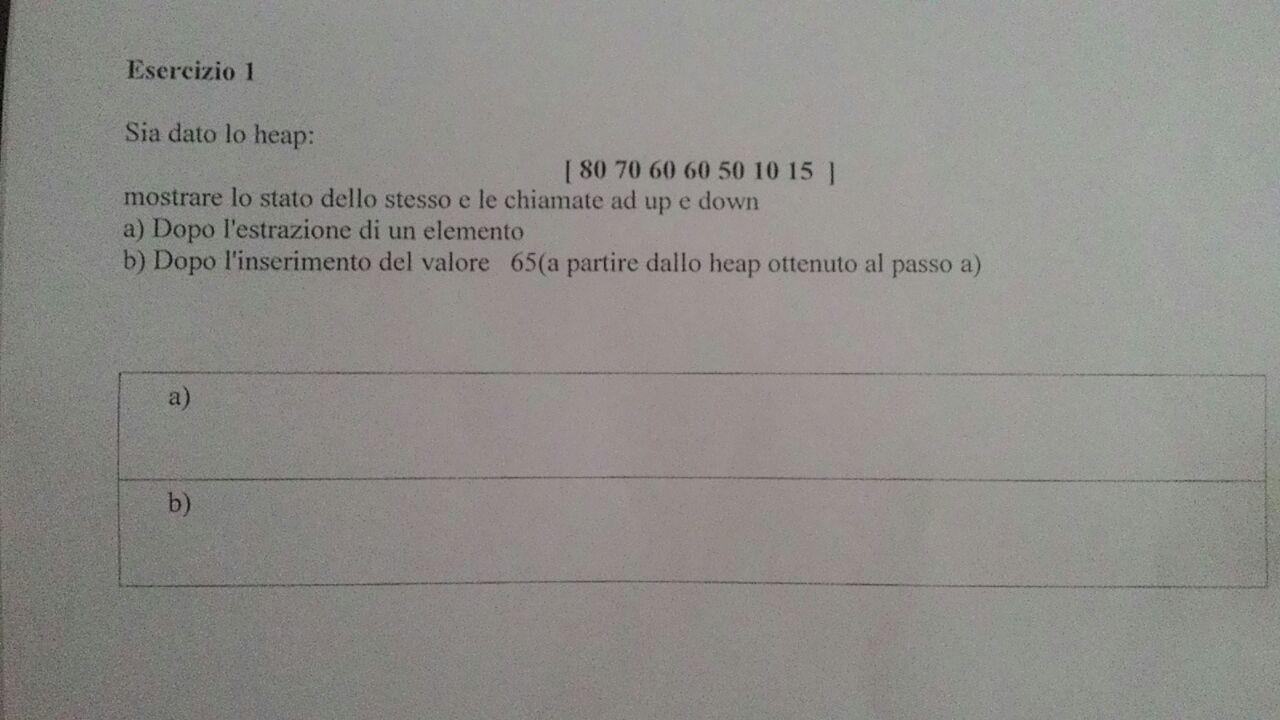 Esercizio 1
Sia dato lo heap:
[ 80 70 60 60 50 10 15 ]
mostrare lo stato dello stesso e le chiamate ad up e down
a) Dopo l'estrazione di un elemento
b) Dopo l'inserimento del valore 65(a partire dallo heap ottenuto al passo a)
a)
b)